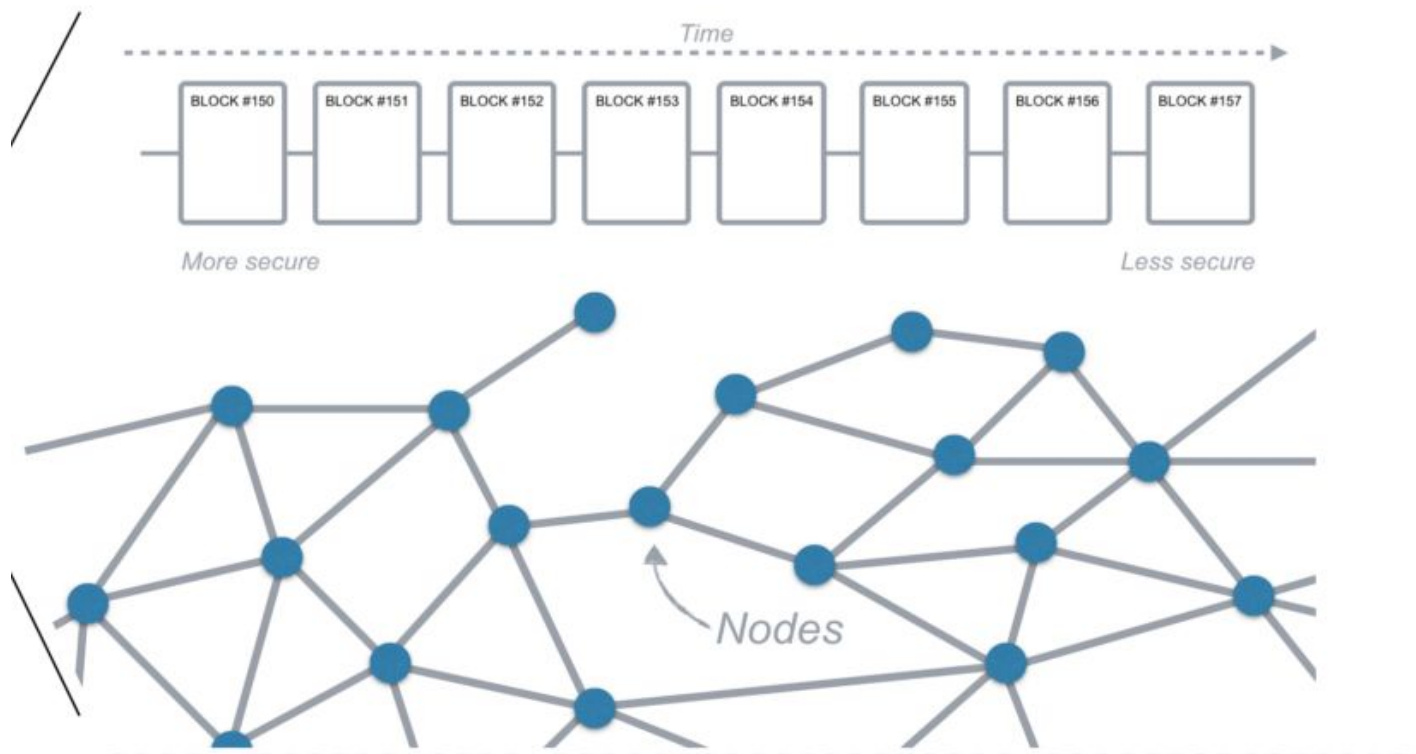 Time
BLOCK #150 BLOCK #151 BLOCK #152 BLOCK #153 BLOCK #154 BLOCK #155 BLOCK #156 BLOCK #157
More secure Less secure
Nodes